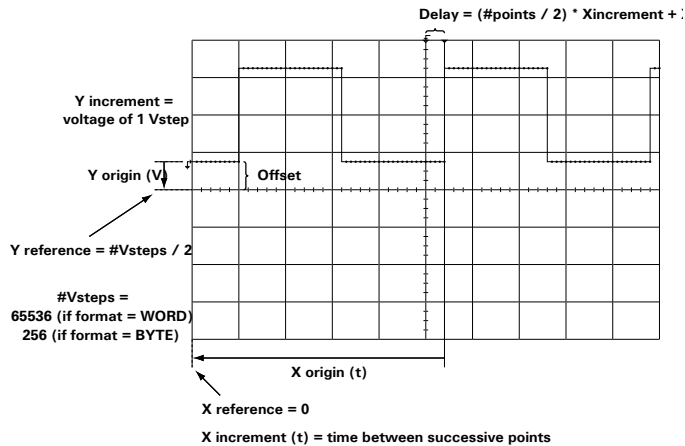 Delay = (#points / 2) * Xincrement +
Y increment =
voltage of 1 Vstep
Y origin (V)
Offset
Y reference = #Vsteps / 2
#Vsteps =
65536 (if format = WORD)
256 (if format = BYTE)
X origin (t)
X reference = 0
X increment (t) = time between successive points